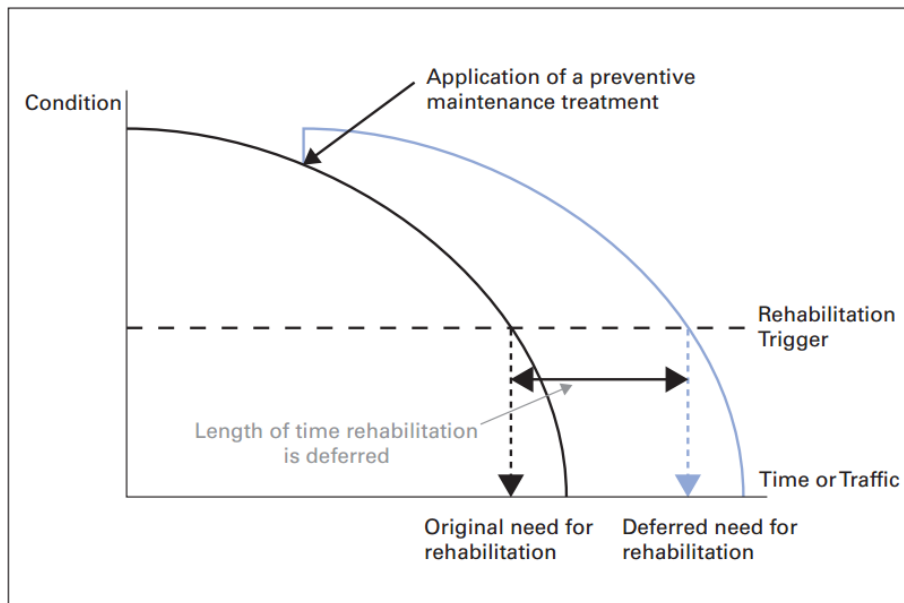 Application of a preventive
maintenance treatment
Condition
Rehabilitation
Trigger
Length of time rehabilitation
is deferred
Time or Traffic
Original need for
rehabilitation
Deferred need for
rehabilitation